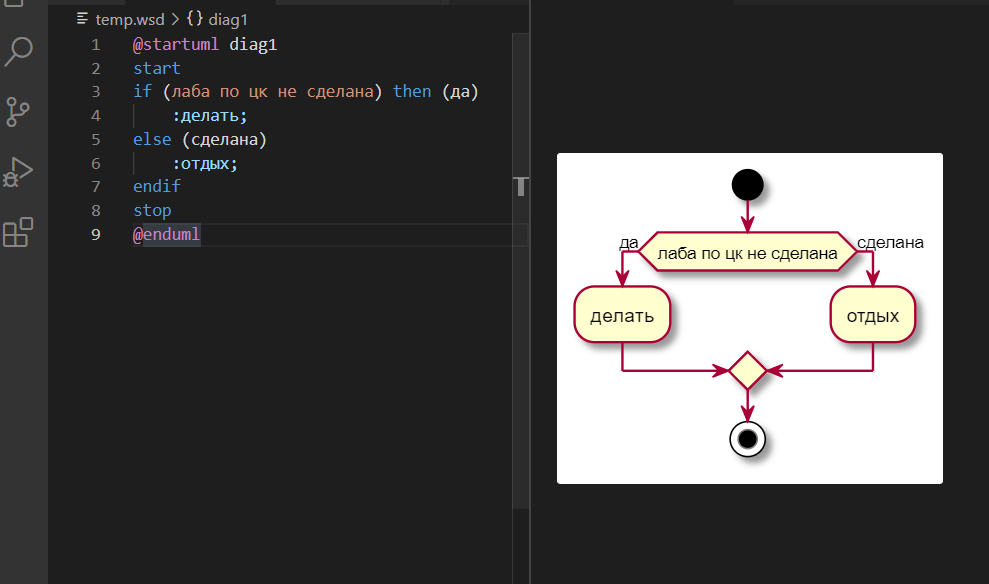 temp.wsd > {} diag1
1 @startuml diag1
2 start
3 if (лаба по цк не сделана) then (да)
4 :делать;
5 else (сделана)
6 :отдых;
7 endif
8 stop
9 @enduml
да
лаба по цк не сделана
сделана
делать
отдых